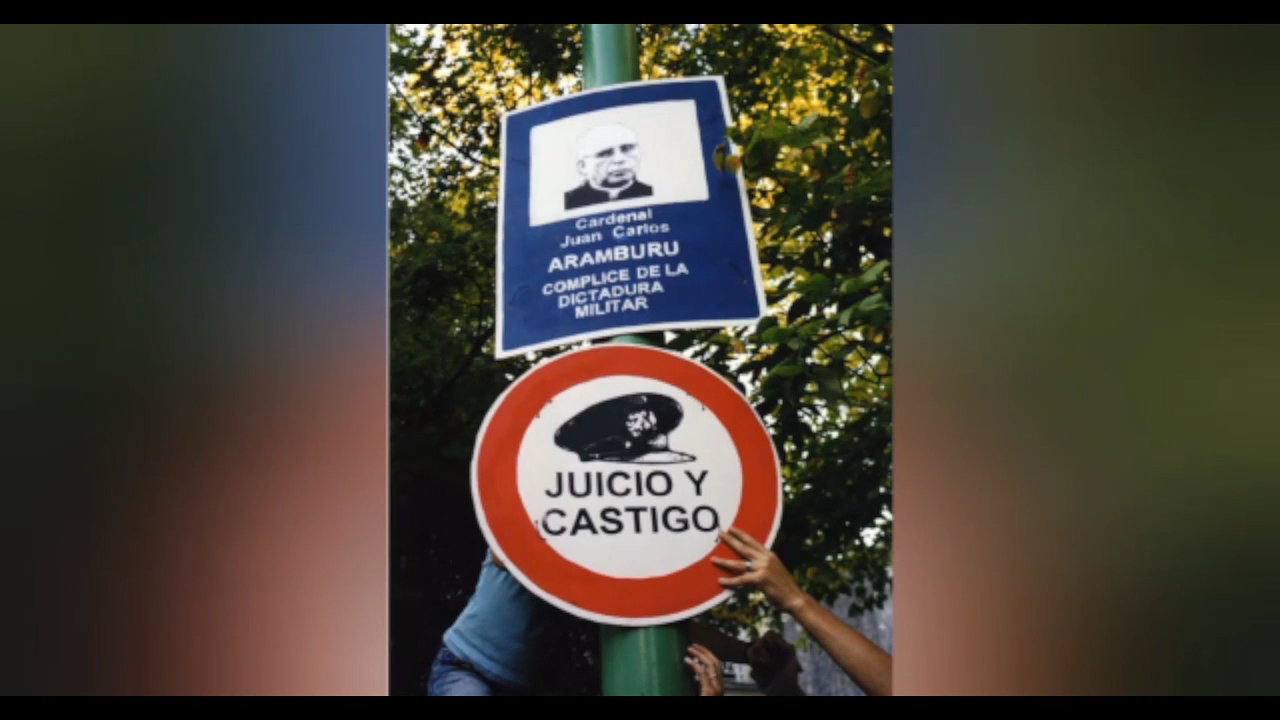 Cardenal
Juan Carlos
ARAMBURU
COMPLICE DE LA
DICTADURA
MILITAR
JUICIO Y
CASTIGO